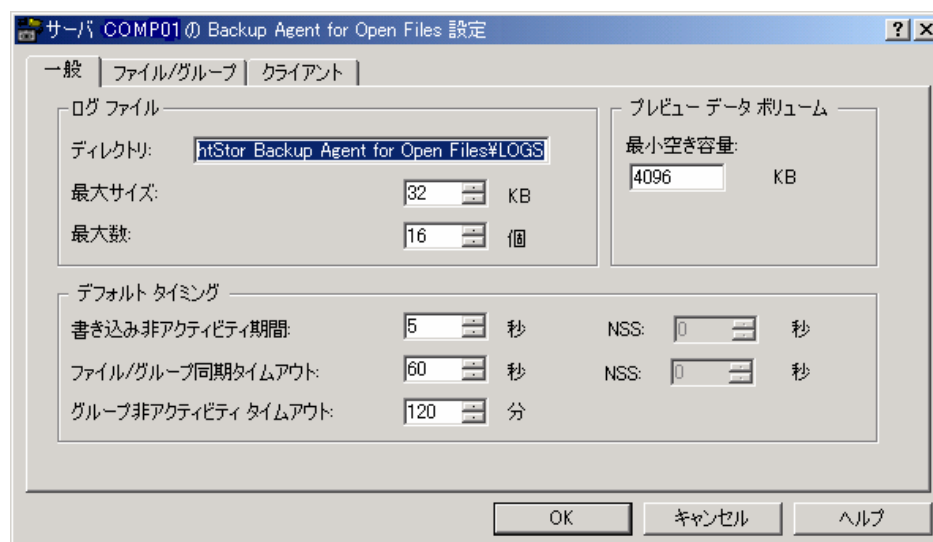 サーバ COMP01 の Backup Agent for Open Files 設定
一般 ファイル/グループ クライアント
ログ ファイル
ディレクトリ: htStor Backup Agent for Open Files¥LOGS
最大サイズ: 32 KB
最大数: 16 個
プレビュー データ ボリューム
最小空き容量:
4096 KB
デフォルト タイミング
書き込み非アクティビティ期間: 5 秒 NSS: 0 秒
ファイル/グループ同期タイムアウト: 60 秒 NSS: 0 秒
グループ非アクティビティ タイムアウト: 120 分
OK キャンセル ヘルプ